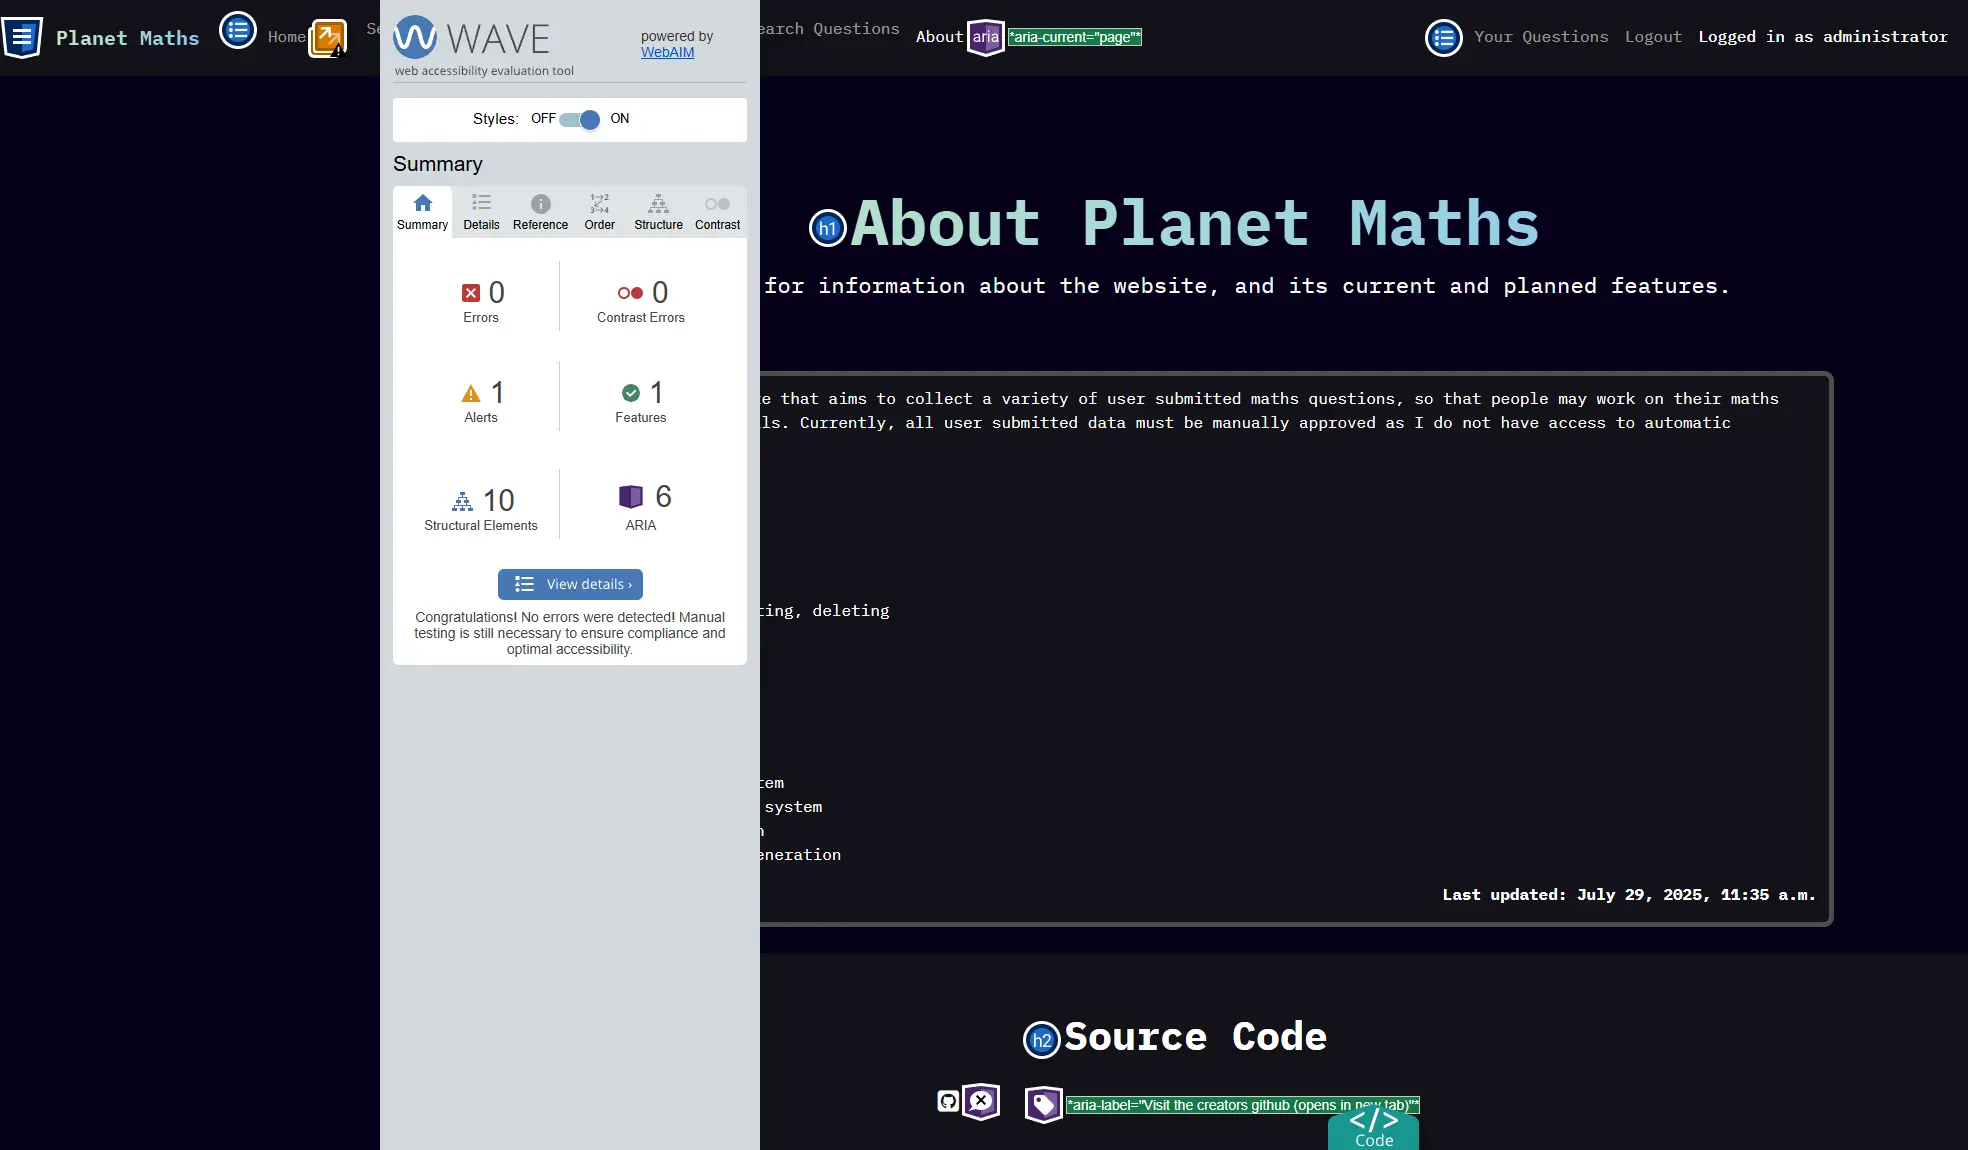 Planet Maths
Home
Se
earch Questions
About
aria
*aria-current="page"*
Your Questions
Logout
Logged in as administrator
WAVE
web accessibility evaluation tool
powered by
WebAIM
Styles: OFF ON
Summary
Summary
Details
Reference
Order
Structure
Contrast
0
Errors
0
Contrast Errors
1
Alerts
1
Features
10
Structural Elements
6
ARIA
View details ›
Congratulations! No errors were detected! Manual
testing is still necessary to ensure compliance and
optimal accessibility.
h1
About Planet Maths
for information about the website, and its current and planned features.
te that aims to collect a variety of user submitted maths questions, so that people may work on their maths
ls. Currently, all user submitted data must be manually approved as I do not have access to automatic
ting, deleting
tem
system
n
eneration
Last updated: July 29, 2025, 11:35 a.m.
h2
Source Code
*aria-label="Visit the creators github (opens in new tab)"*
</>
Code